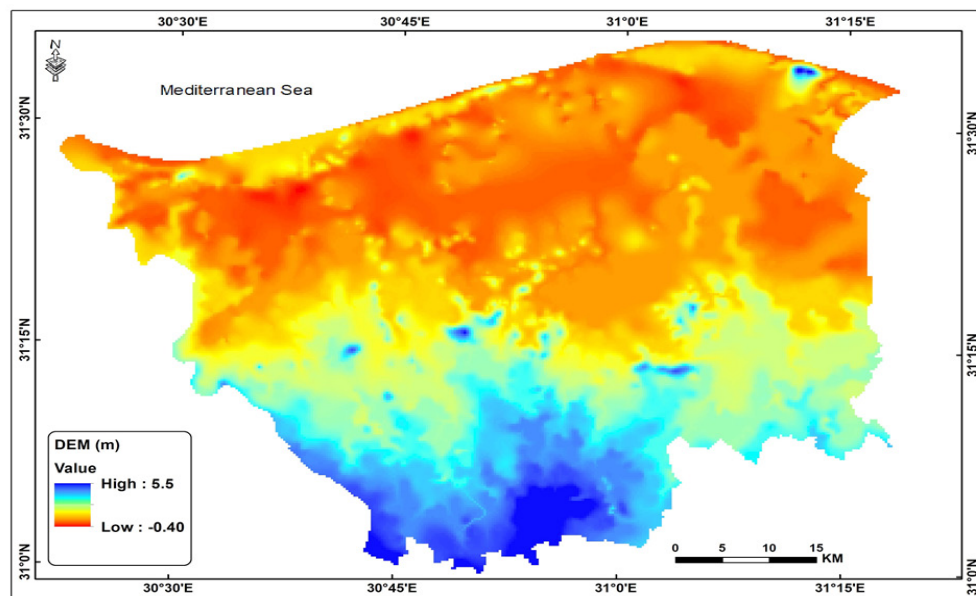 30°30'E 30°45'E 31°0'E 31°15'E
N
Mediterranean Sea
31°30'N 31°30'N
31°15'N 31°15'N
DEM (m)
Value
High : 5.5
Low : -0.40
0 5 10 15
KM
31°0'N 31°0'N
30°30'E 30°45'E 31°0'E 31°15'E